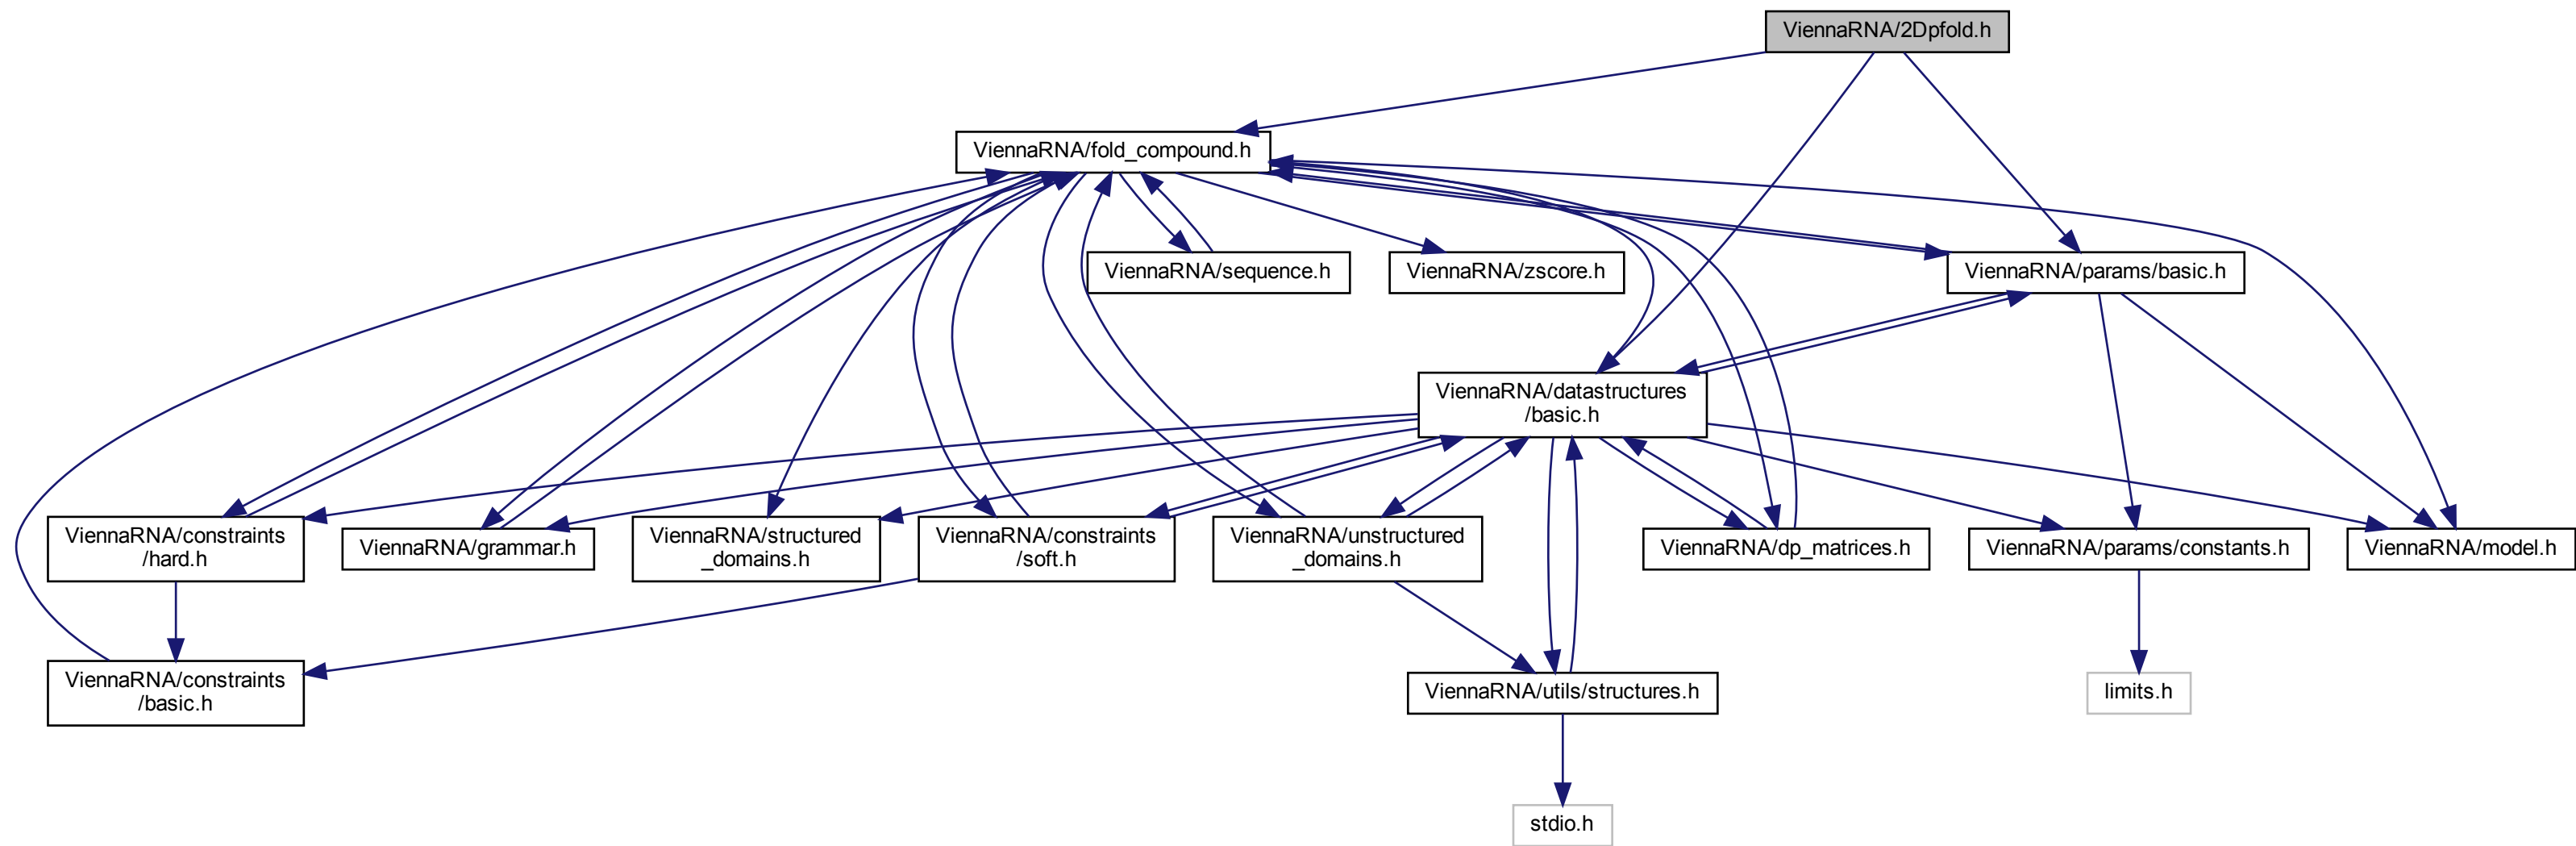 ViennaRNA/2Dpfold.h
ViennaRNA/fold_compound.h
ViennaRNA/sequence.h
ViennaRNA/zscore.h
ViennaRNA/params/basic.h
ViennaRNA/datastructures
/basic.h
ViennaRNA/constraints
/hard.h
ViennaRNA/grammar.h
ViennaRNA/structured
_domains.h
ViennaRNA/constraints
/soft.h
ViennaRNA/unstructured
_domains.h
ViennaRNA/dp_matrices.h
ViennaRNA/params/constants.h
ViennaRNA/model.h
ViennaRNA/constraints
/basic.h
ViennaRNA/utils/structures.h
limits.h
stdio.h